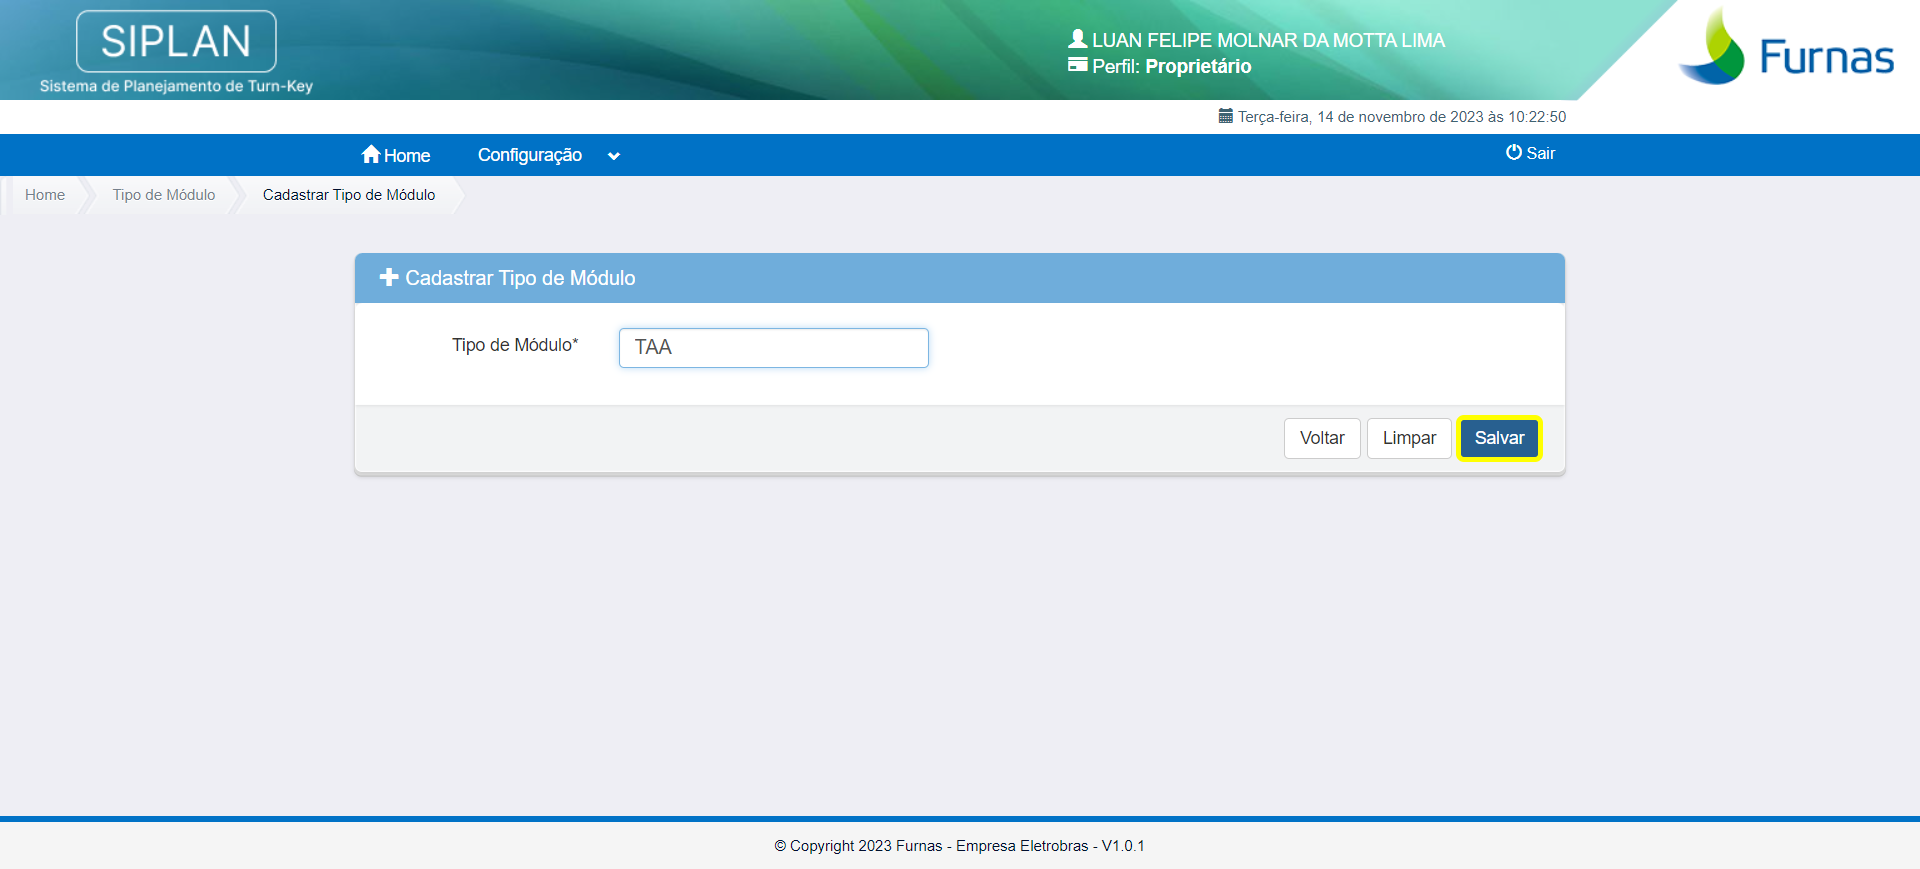 SIPLAN
Sistema de Planejamento de Turn-Key
LUAN FELIPE MOLNAR DA MOTTA LIMA
Perfil: Proprietário
Furnas
Terça-feira, 14 de novembro de 2023 às 10:22:50
Home Configuração Sair
Home Tipo de Módulo Cadastrar Tipo de Módulo
Cadastrar Tipo de Módulo
Tipo de Módulo* TAA
Voltar Limpar Salvar
© Copyright 2023 Furnas - Empresa Eletrobras - V1.0.1